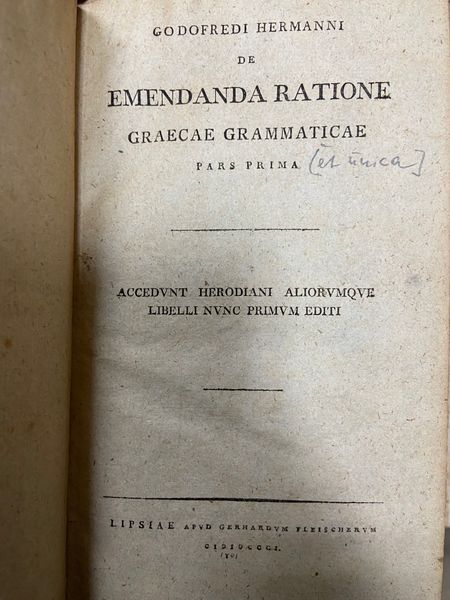 GODOFREDI HERMANNI
DE
EMENDANDA RATIONE
GRAECAE GRAMMATICAE
PARS PRIMA [et unica]
ACCEDVNT HERODIANI ALIORVMQVE
LIBELLI NVNC PRIMVM EDITI
LIPSIAE APVD GERHARDVM FLEISCHERVM
CIↃIↃCCCI.